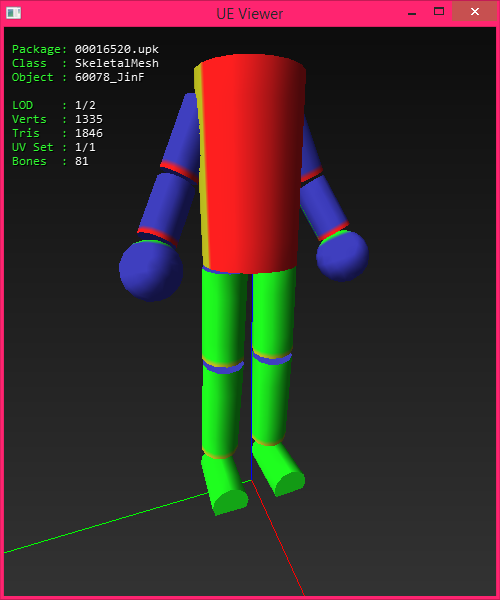 UE Viewer
Package: 00016520.upk
Class  : SkeletalMesh
Object : 60078_JinF
LOD    : 1/2
Verts  : 1335
Tris   : 1846
UV Set : 1/1
Bones  : 81